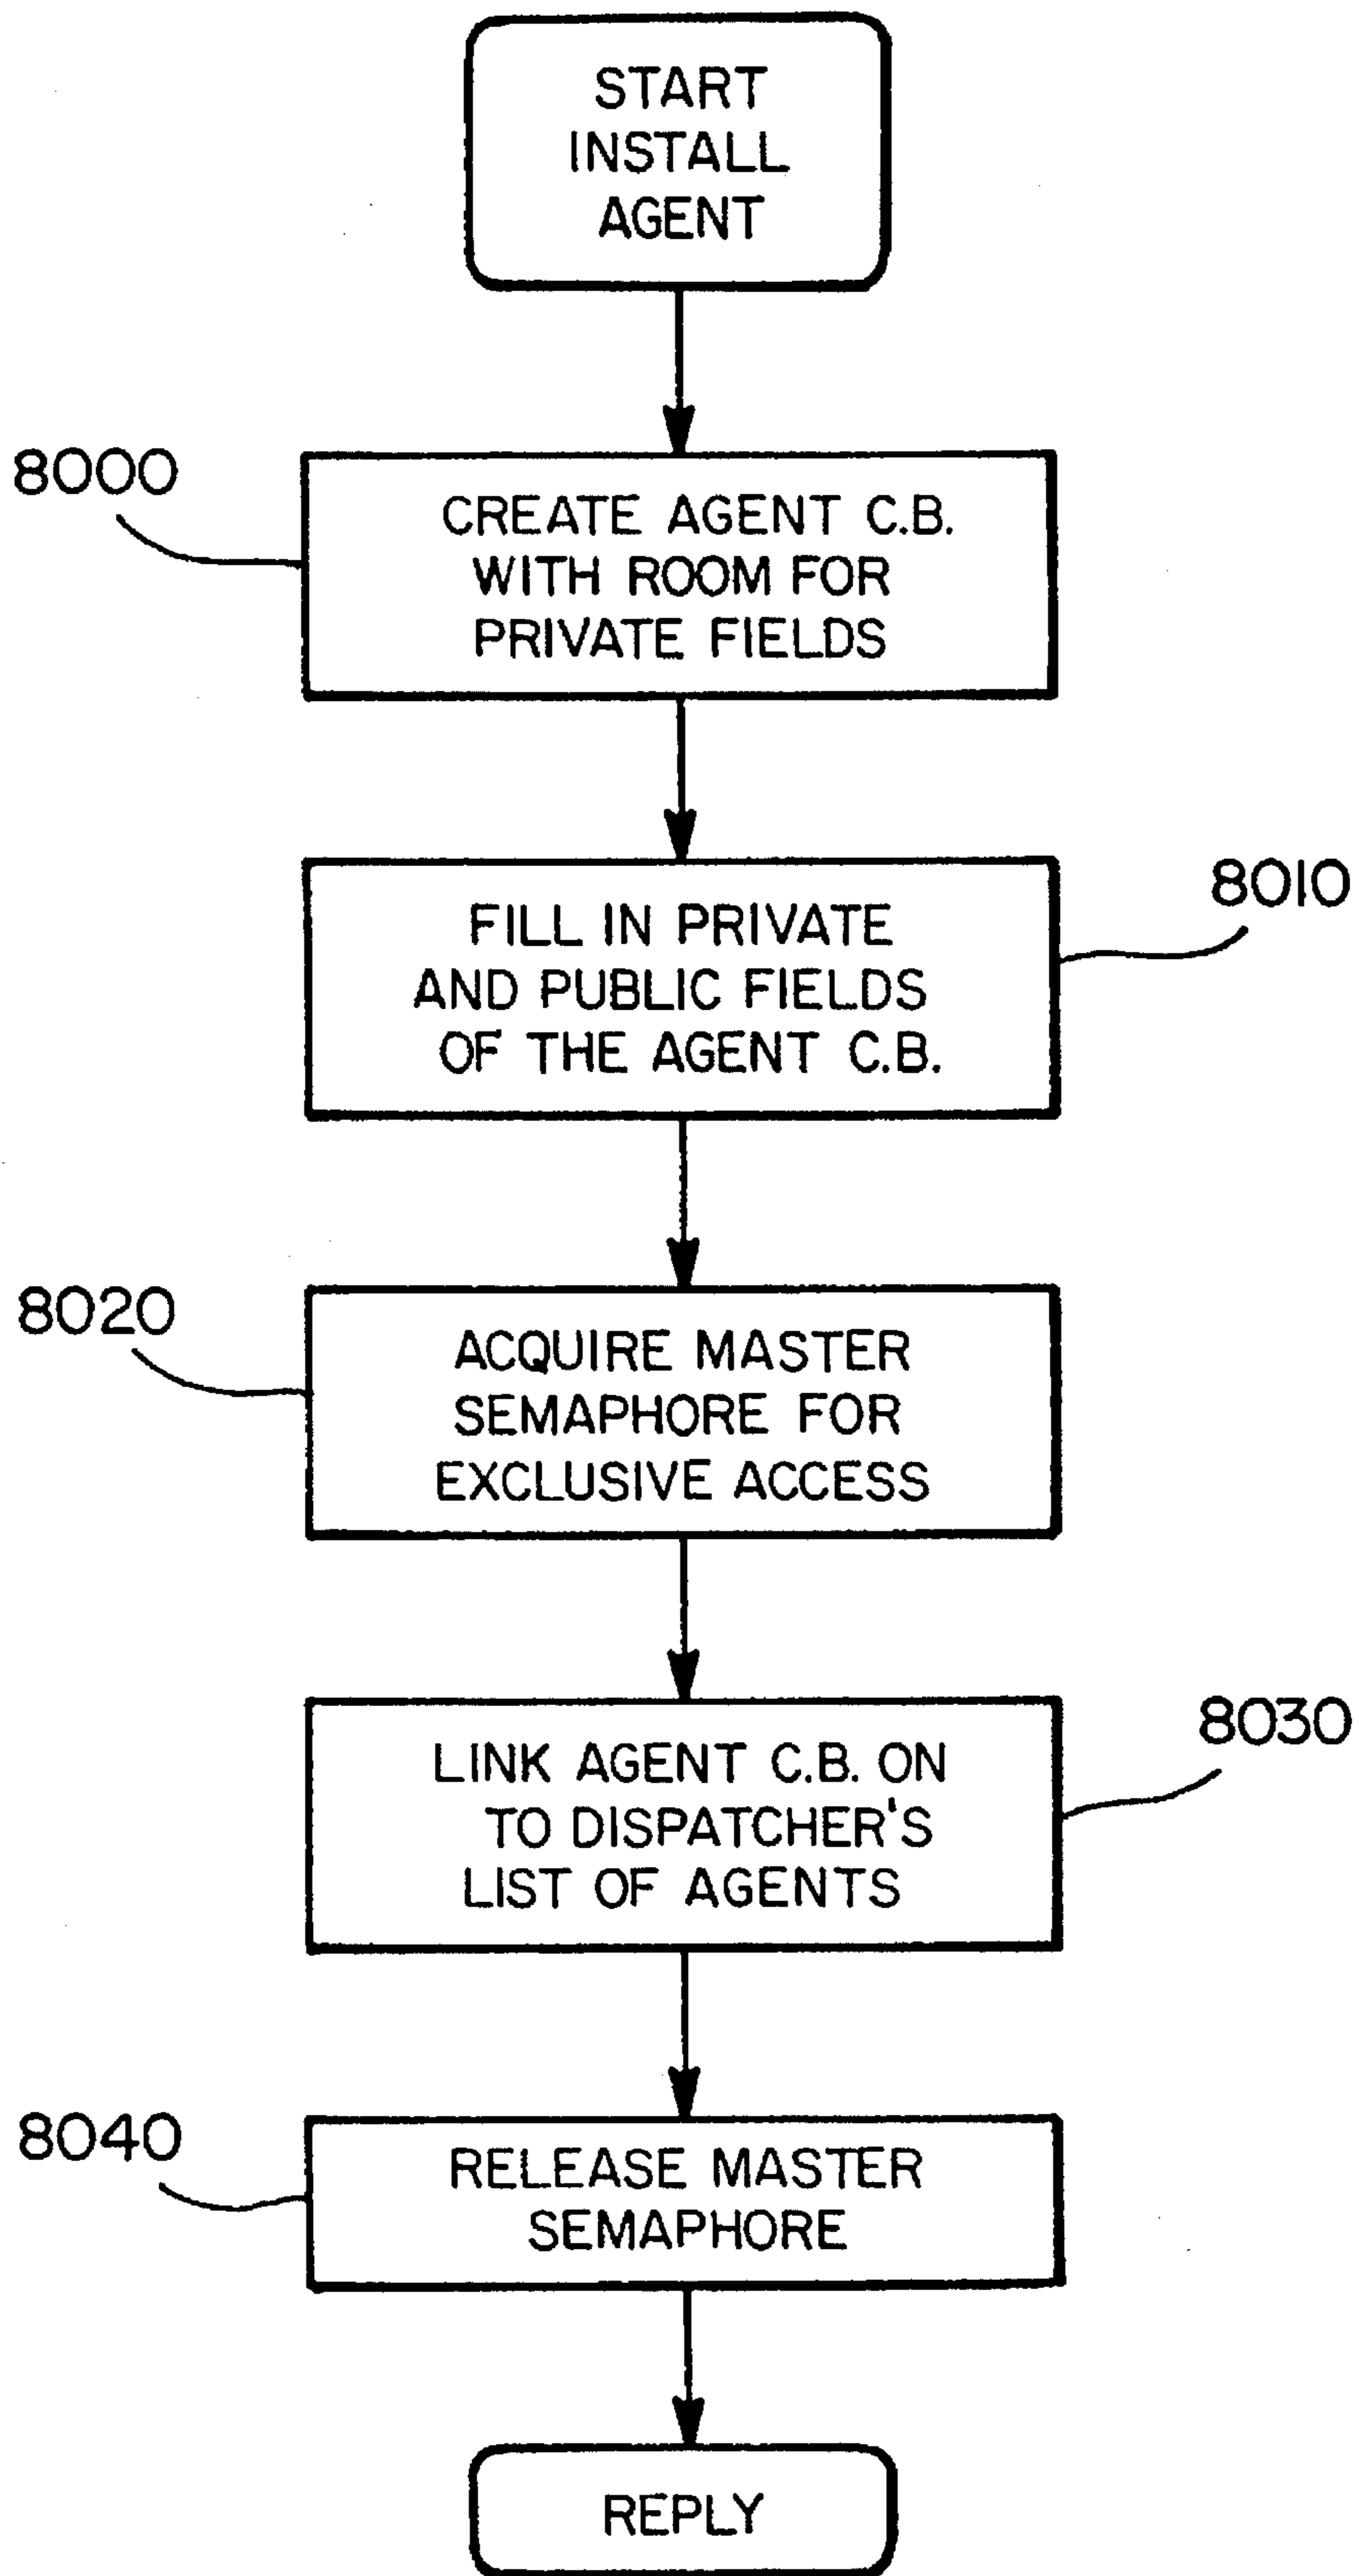 START
INSTALL
AGENT
8000
CREATE AGENT C.B.
WITH ROOM FOR
PRIVATE FIELDS
8010
FILL IN PRIVATE
AND PUBLIC FIELDS
OF THE AGENT C.B.
8020
ACQUIRE MASTER
SEMAPHORE FOR
EXCLUSIVE ACCESS
8030
LINK AGENT C.B. ON
TO DISPATCHER'S
LIST OF AGENTS
8040
RELEASE MASTER
SEMAPHORE
REPLY